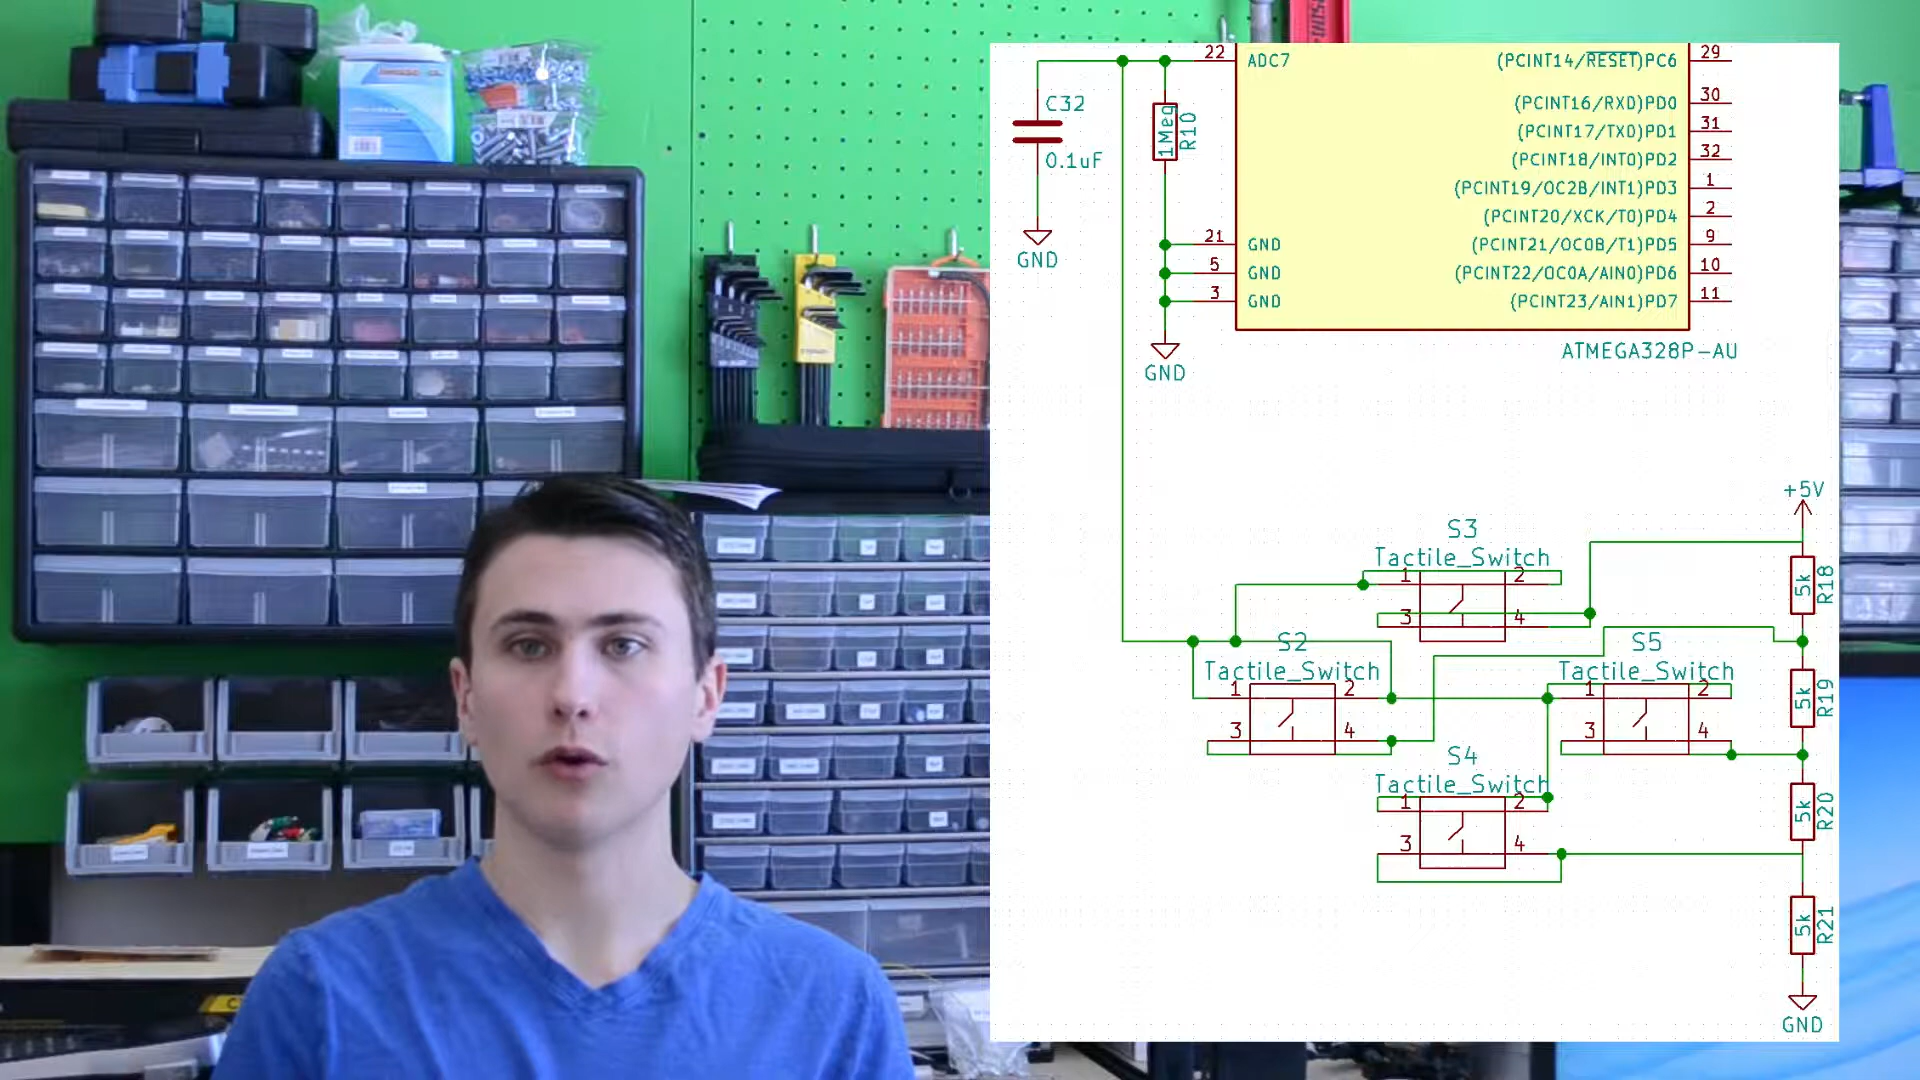 22 ADC7
(PCINT14/RESET)PC6 29
(PCINT16/RXD)PD0 30
(PCINT17/TXD)PD1 31
(PCINT18/INT0)PD2 32
(PCINT19/OC2B/INT1)PD3 1
(PCINT20/XCK/T0)PD4 2
(PCINT21/OC0B/T1)PD5 9
(PCINT22/OC0A/AIN0)PD6 10
(PCINT23/AIN1)PD7 11
C32
0.1uF
GND
1Meg
R10
21 GND
5 GND
3 GND
GND
ATMEGA328P-AU
+5V
S3
Tactile_Switch
1 2
3 4
5k
R18
S2
Tactile_Switch
1 2
3 4
S5
Tactile_Switch
1 2
3 4
5k
R19
S4
Tactile_Switch
1 2
3 4
5k
R20
5k
R21
GND